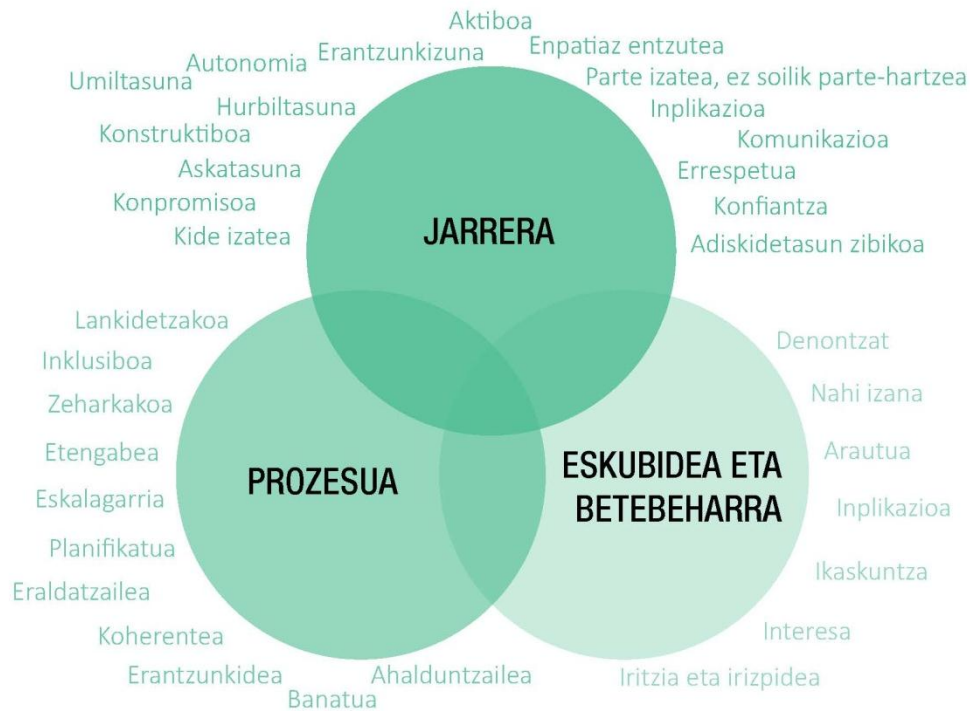 Aktiboa
Erantzunkizuna
Enpatiaz entzutea
Autonomia
Parte izatea, ez soilik parte-hartzea
Umiltasuna
Hurbiltasuna
Inplikazioa
Konstruktiboa
Komunikazioa
Askatasuna
Errespetua
Konpromisoa
Konfiantza
Kide izatea
Adiskidetasun zibikoa
JARRERA
Lankidetzakoa
Inklusiboa
Zeharkakoa
Etengabea
Eskalagarria
Planifikatua
Eraldatzailea
Koherentea
Erantzunkidea
Banatua
Ahalduntzailea
PROZESUA
ESKUBIDEA ETA
BETEBEHARRA
Denontzat
Nahi izana
Arautua
Inplikazioa
Ikaskuntza
Interesa
Iritzia eta irizpidea